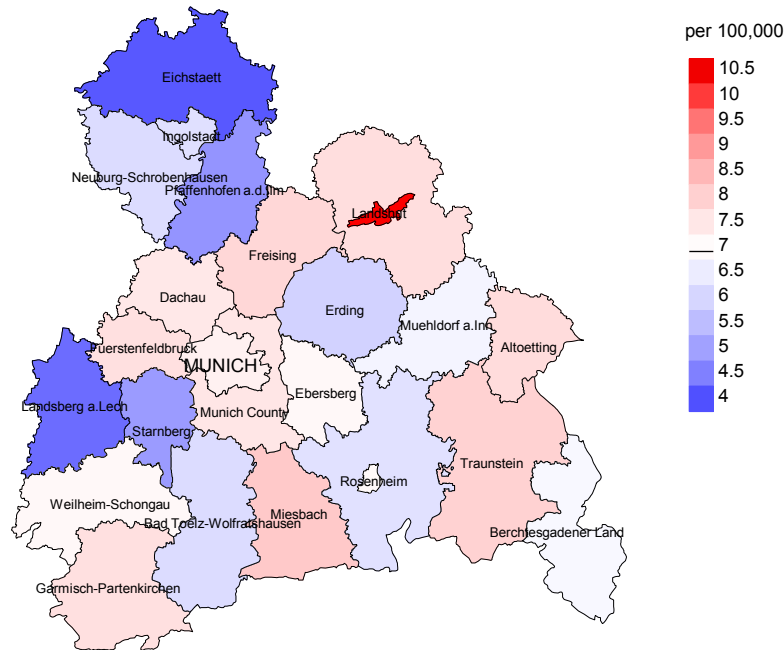 per 100,000
10.5
10
9.5
9
8.5
8
7.5
7
6.5
6
5.5
5
4.5
4
Eichstaett
Ingolstadt
Neuburg-Schrobenhausen
Pfaffenhofen a.d.Ilm
Landshut
Freising
Dachau
Erding
Muehldorf a.Inn
Fuerstenfeldbruck
Altoetting
MUNICH
Ebersberg
Landsberg a.Lech
Munich County
Starnberg
Traunstein
Rosenheim
Weilheim-Schongau
Miesbach
Bad Toelz-Wolfratshausen
Berchtesgadener Land
Garmisch-Partenkirchen